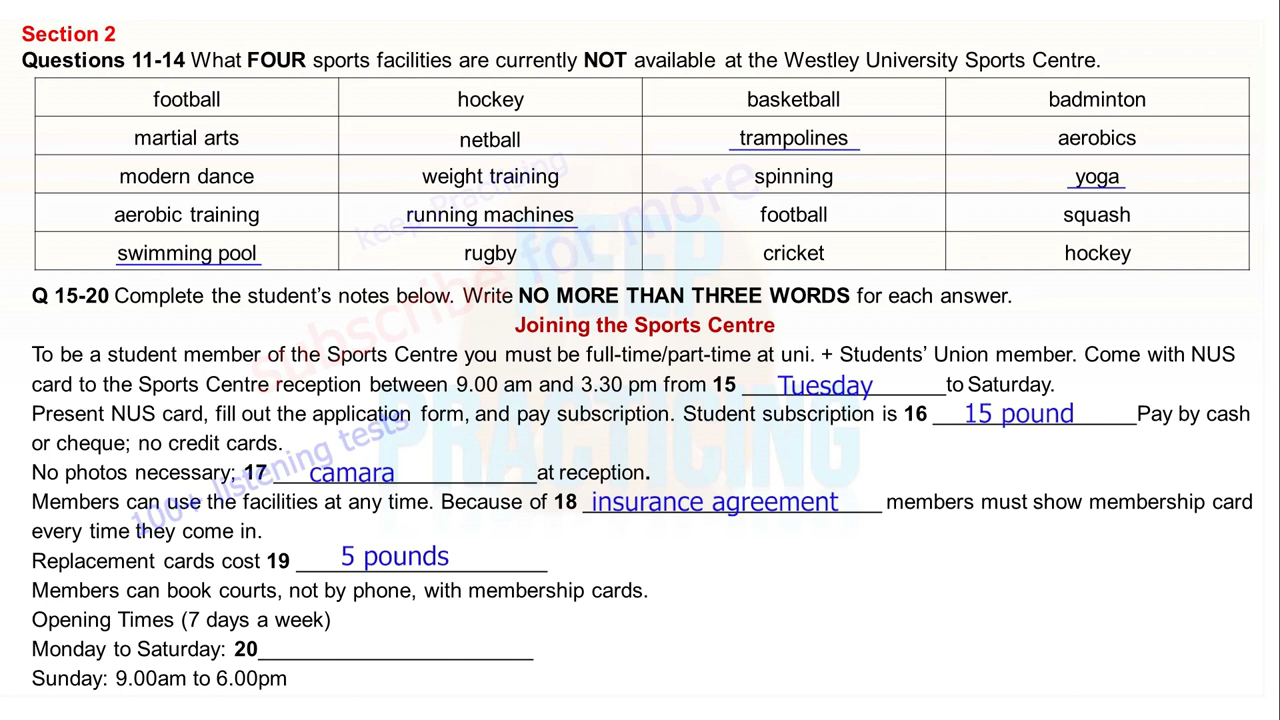 Section 2
Questions 11-14 What FOUR sports facilities are currently NOT available at the Westley University Sports Centre.
football hockey basketball badminton
martial arts netball trampolines aerobics
modern dance weight training spinning yoga
aerobic training running machines football squash
swimming pool rugby cricket hockey
Q 15-20 Complete the student's notes below. Write NO MORE THAN THREE WORDS for each answer.
Joining the Sports Centre
To be a student member of the Sports Centre you must be full-time/part-time at uni. + Students' Union member. Come with NUS
card to the Sports Centre reception between 9.00 am and 3.30 pm from 15 Tuesday to Saturday.
Present NUS card, fill out the application form, and pay subscription. Student subscription is 16 15 pound Pay by cash
or cheque; no credit cards.
No photos necessary; 17 camara at reception.
Members can use the facilities at any time. Because of 18 insurance agreement members must show membership card
every time they come in.
Replacement cards cost 19 5 pounds
Members can book courts, not by phone, with membership cards.
Opening Times (7 days a week)
Monday to Saturday: 20
Sunday: 9.00am to 6.00pm
keep Practising
subscribe for more
100+ listening tests
KEEP
PRACTICING